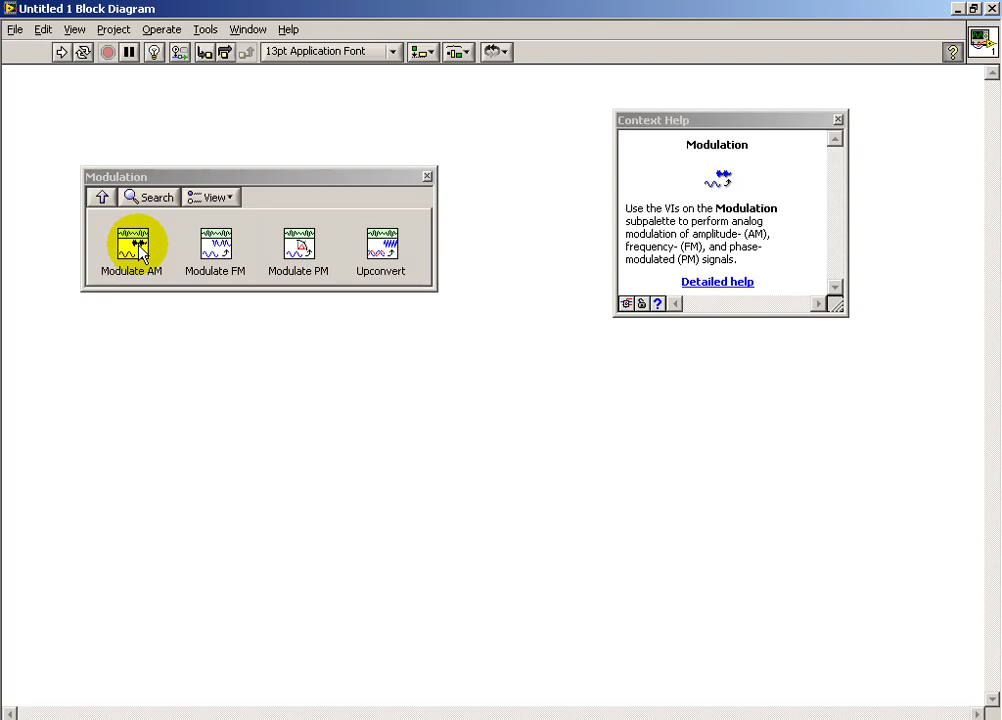 Untitled 1 Block Diagram
File Edit View Project Operate Tools Window Help
13pt Application Font
?
1
Context Help
Modulation
Use the VIs on the Modulation
subpalette to perform analog
modulation of amplitude- (AM),
frequency- (FM), and phase-
modulated (PM) signals.
Detailed help
?
Modulation
Search View
Modulate AM Modulate FM Modulate PM Upconvert